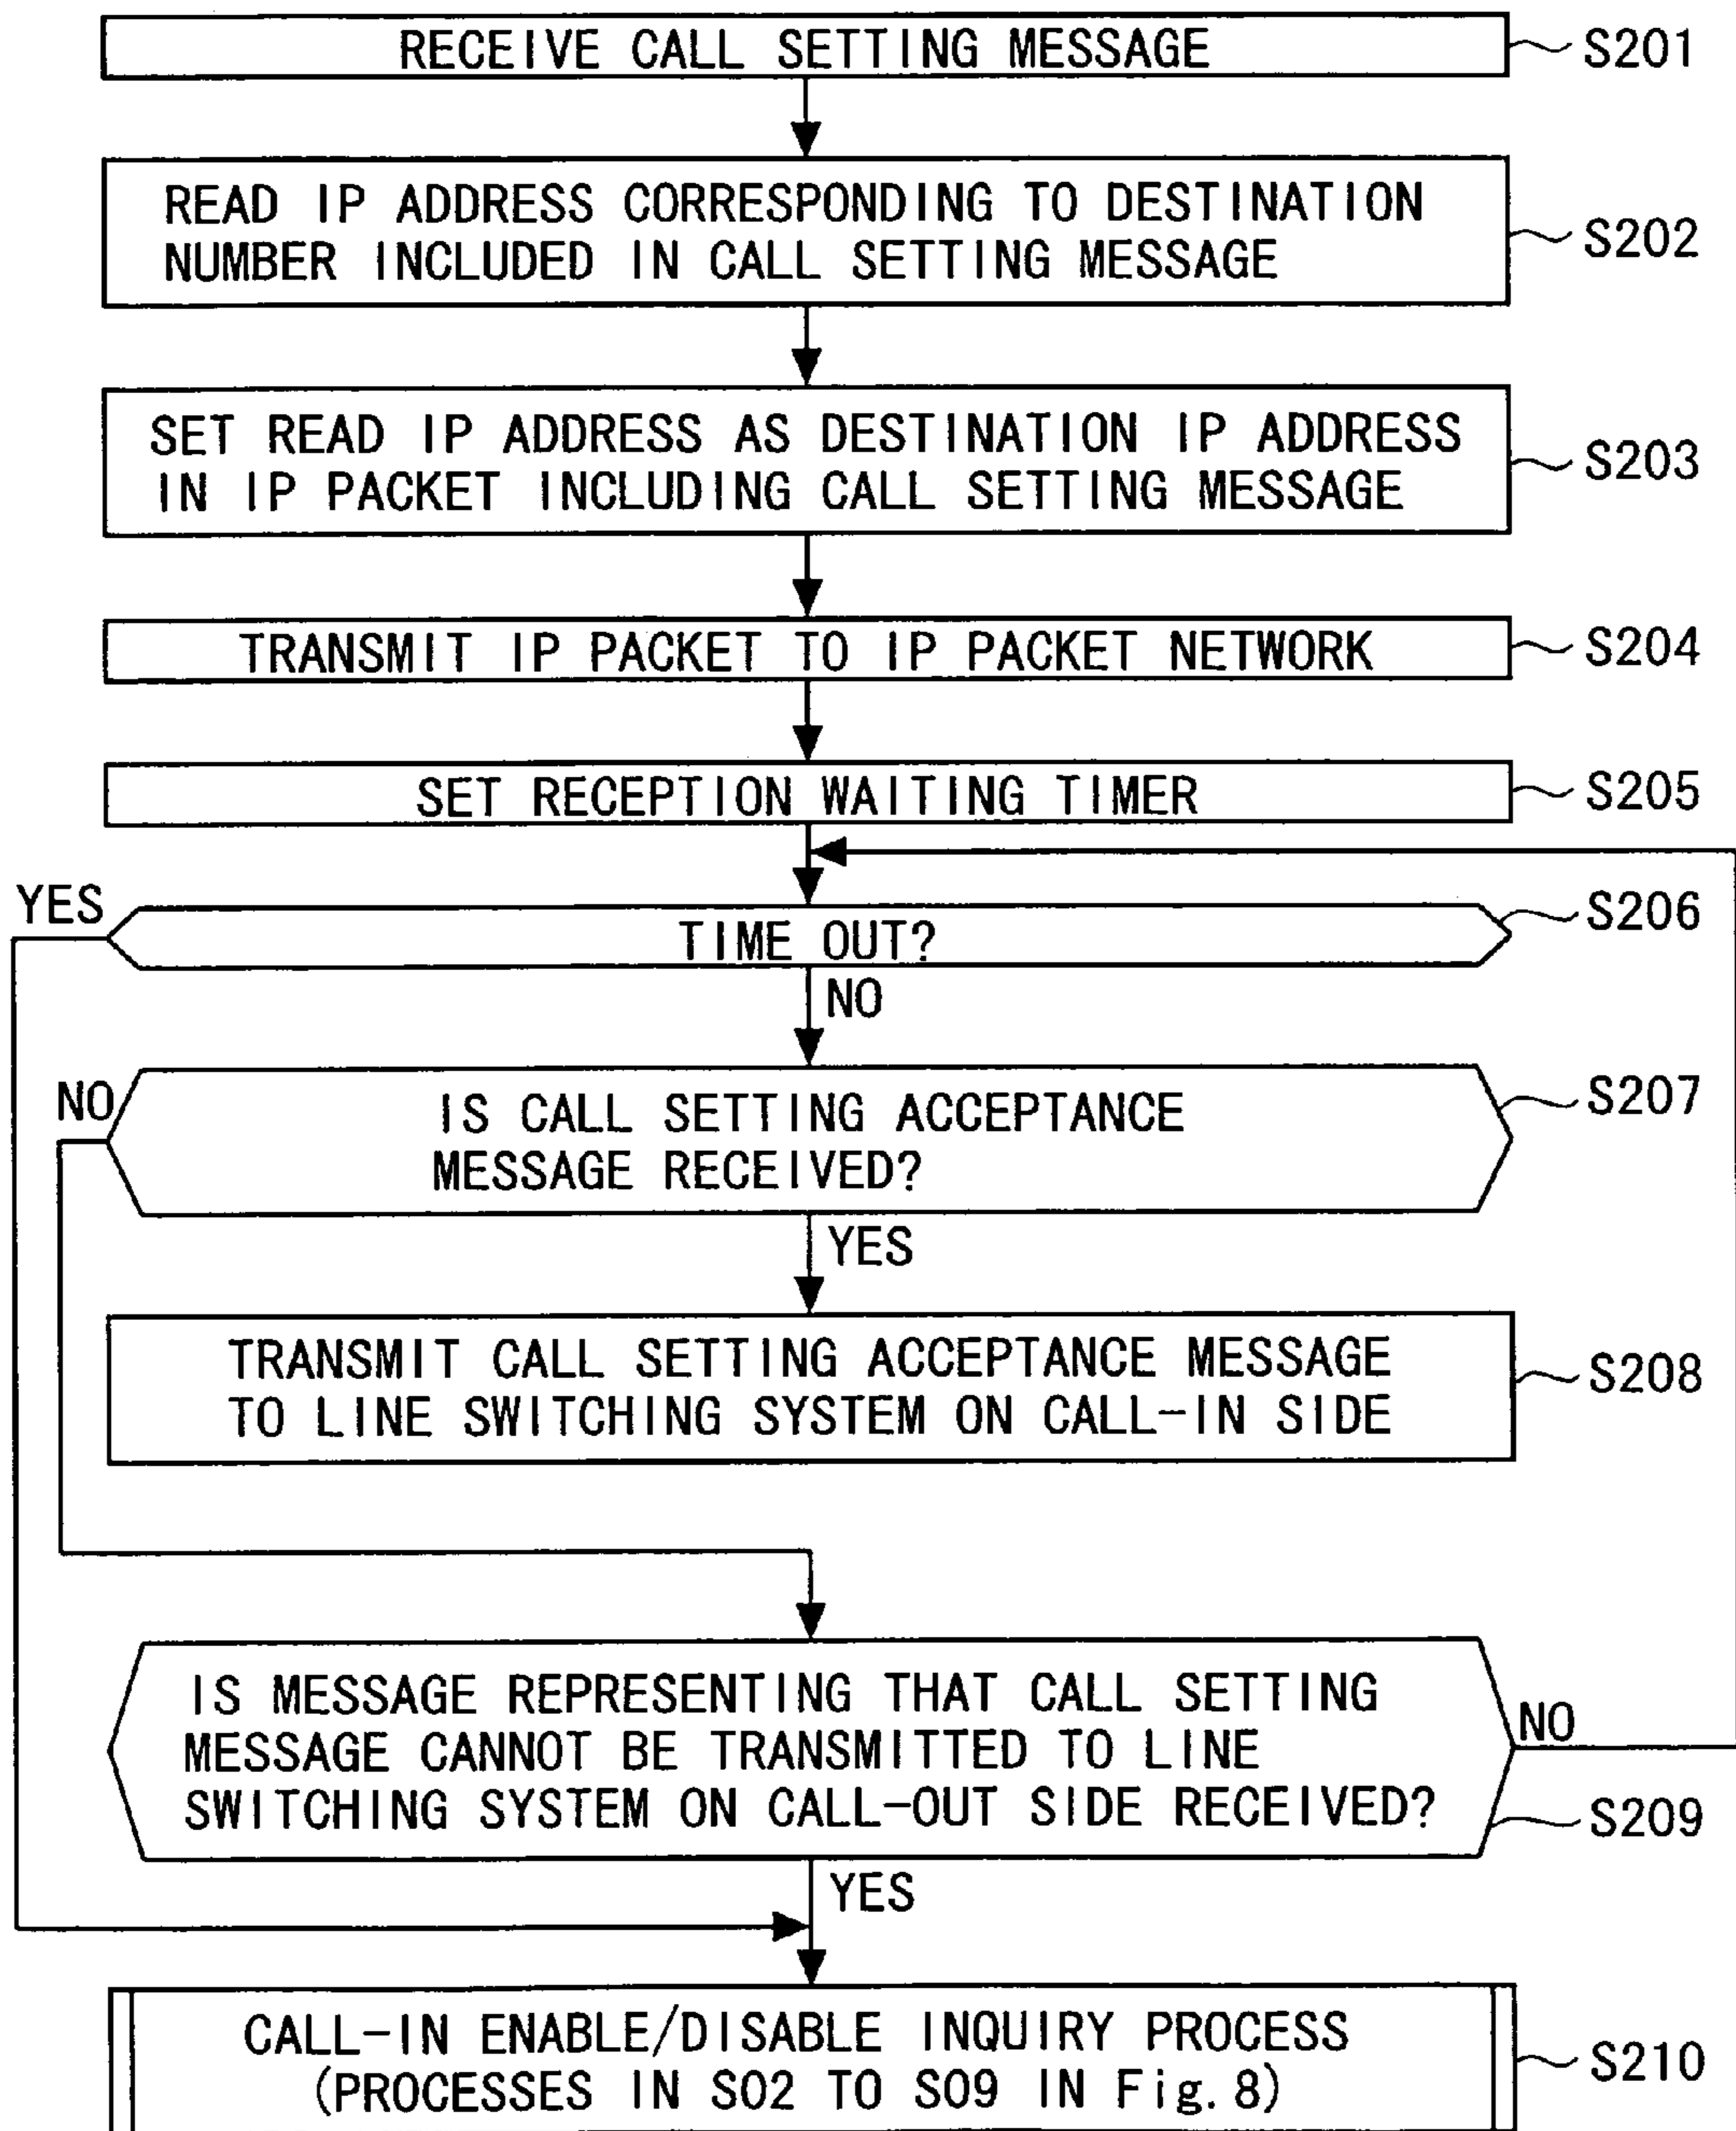 RECEIVE CALL SETTING MESSAGE
S201
READ IP ADDRESS CORRESPONDING TO DESTINATION
NUMBER INCLUDED IN CALL SETTING MESSAGE
S202
SET READ IP ADDRESS AS DESTINATION IP ADDRESS
IN IP PACKET INCLUDING CALL SETTING MESSAGE
S203
TRANSMIT IP PACKET TO IP PACKET NETWORK
S204
SET RECEPTION WAITING TIMER
S205
YES
TIME OUT?
S206
NO
NO
IS CALL SETTING ACCEPTANCE
MESSAGE RECEIVED?
S207
YES
TRANSMIT CALL SETTING ACCEPTANCE MESSAGE
TO LINE SWITCHING SYSTEM ON CALL-IN SIDE
S208
IS MESSAGE REPRESENTING THAT CALL SETTING
MESSAGE CANNOT BE TRANSMITTED TO LINE
SWITCHING SYSTEM ON CALL-OUT SIDE RECEIVED?
NO
S209
YES
CALL-IN ENABLE/DISABLE INQUIRY PROCESS
(PROCESSES IN S02 TO S09 IN Fig. 8)
S210